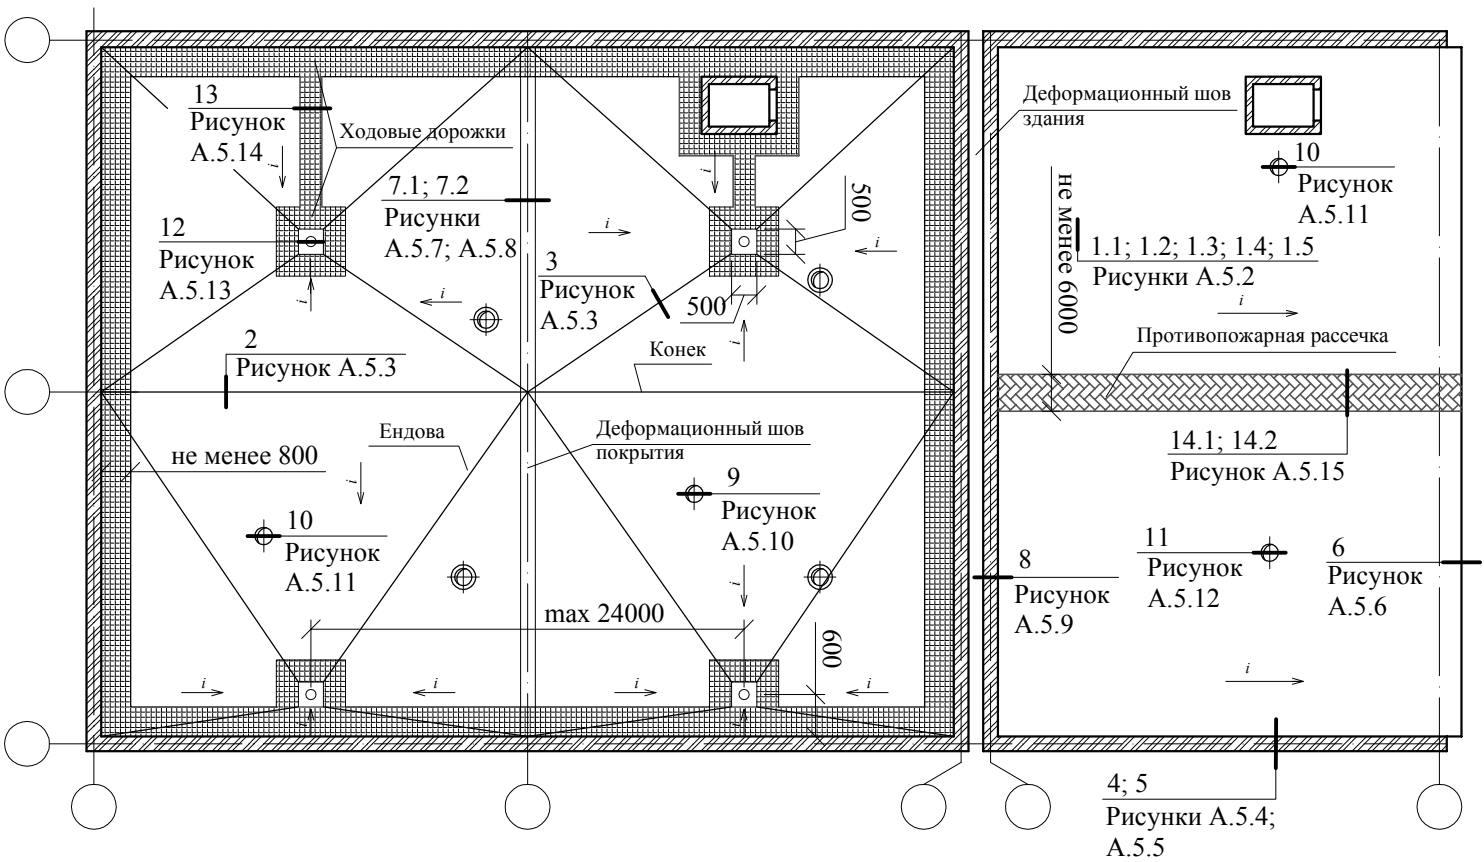 13
Рисунок
А.5.14
Ходовые дорожки
Деформационный шов
здания
10
Рисунок
А.5.11
i
i
7.1; 7.2
Рисунки
А.5.7; А.5.8
500
не менее 6000
12
Рисунок
А.5.13
i
i
1.1; 1.2; 1.3; 1.4; 1.5
Рисунки А.5.2
3
Рисунок
А.5.3
i
i
500
i
i
2
Рисунок А.5.3
Конек
Противопожарная рассечка
Ендова
Деформационный шов
покрытия
не менее 800
i
14.1; 14.2
Рисунок А.5.15
9
Рисунок
А.5.10
10
Рисунок
А.5.11
i
8
Рисунок
А.5.9
11
Рисунок
А.5.12
6
Рисунок
А.5.6
max 24000
600
i
i
i
i
i
i
i
4; 5
Рисунки А.5.4;
А.5.5